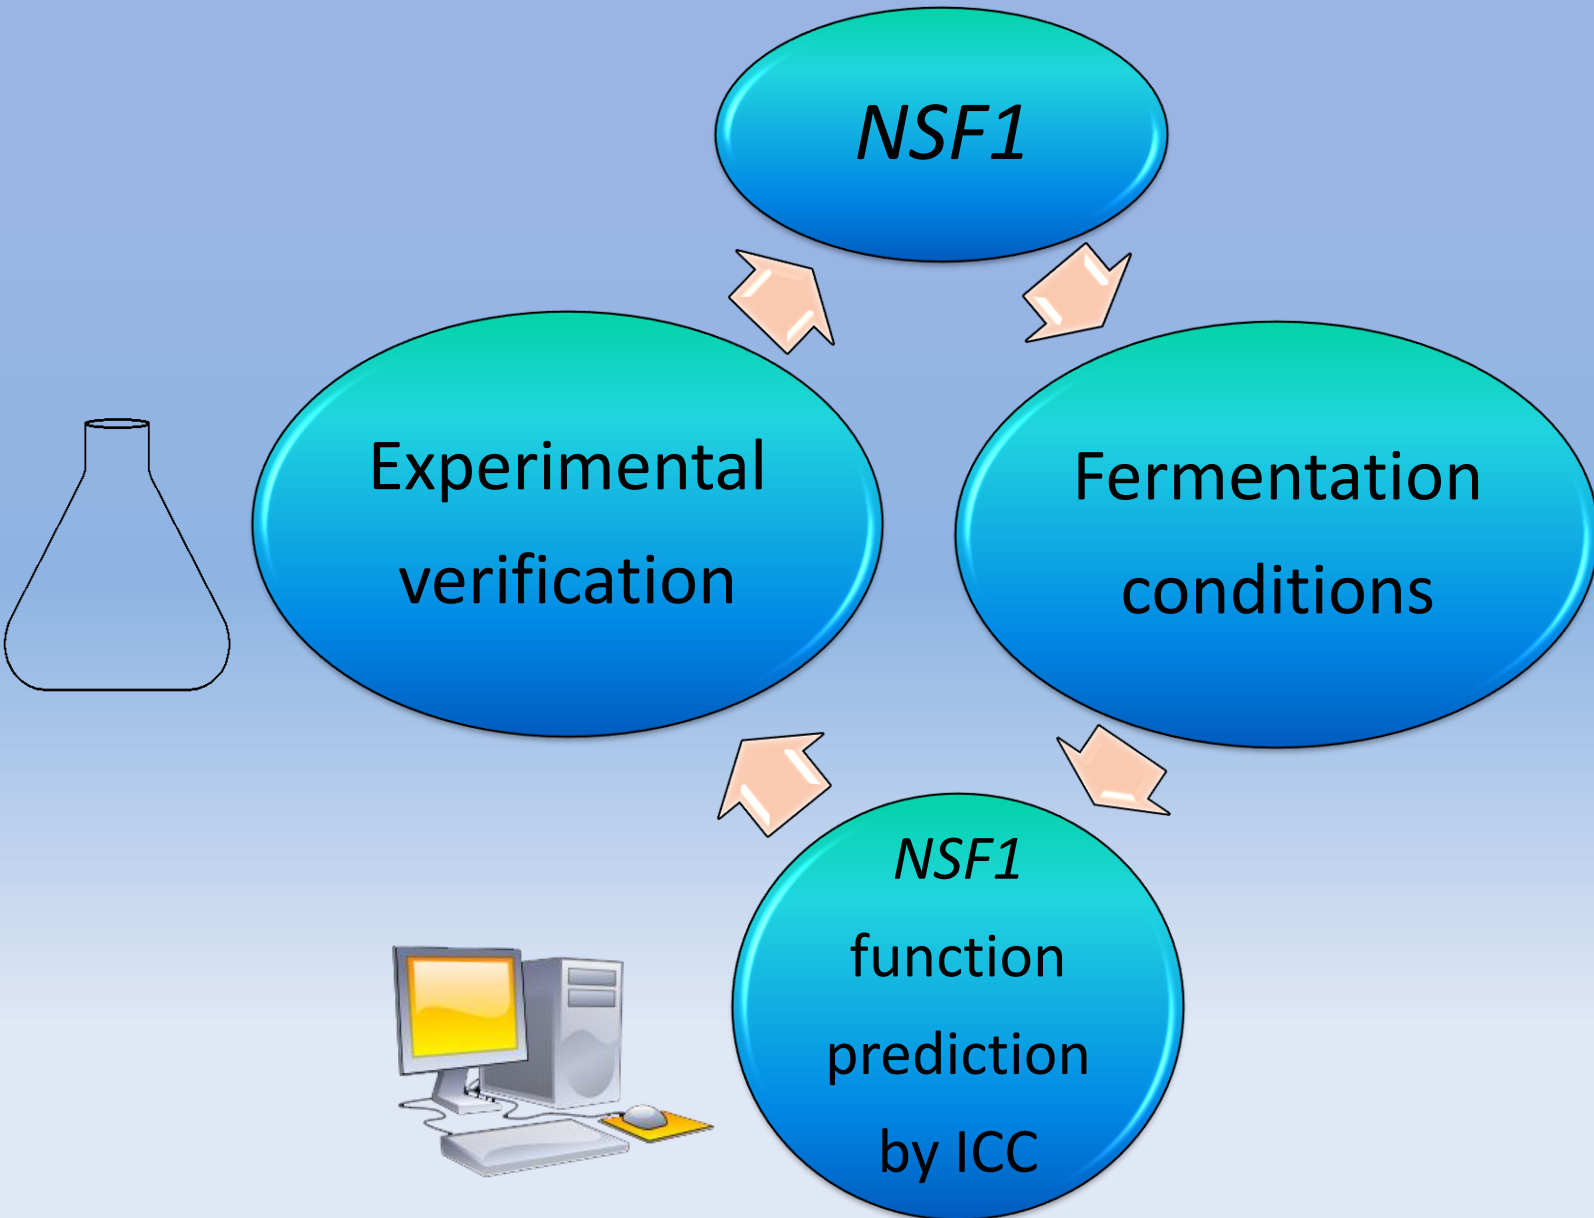 NSF1
Experimental
verification
Fermentation
conditions
NSF1
function
prediction
by ICC